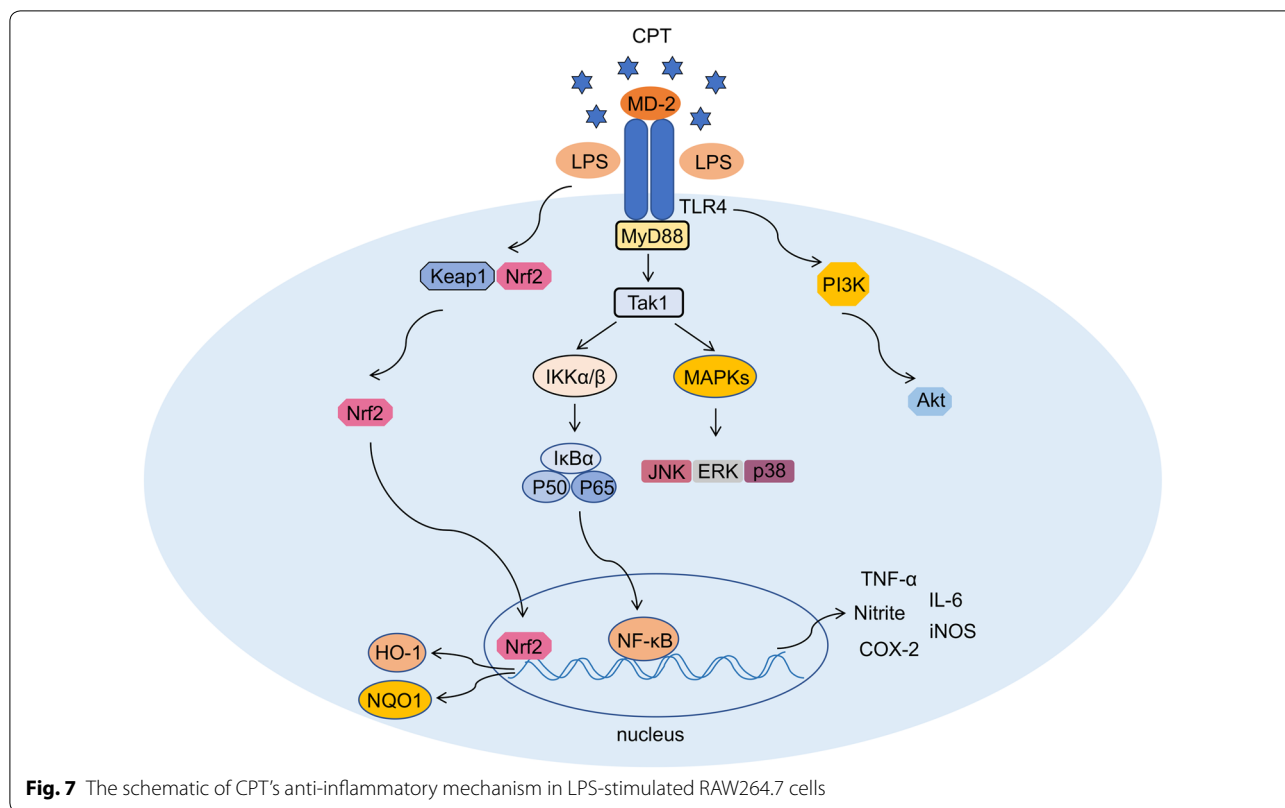 CPT
MD-2
LPS LPS
TLR4
MyD88
Keap1 Nrf2
PI3K
Tak1
IKKα/β MAPKs
Nrf2
Akt
IκBα
P50 P65
JNK ERK p38
TNF-α
IL-6
Nitrite
iNOS
COX-2
HO-1
Nrf2
NF-κB
NQO1
nucleus
Fig. 7 The schematic of CPT's anti-inflammatory mechanism in LPS-stimulated RAW264.7 cells